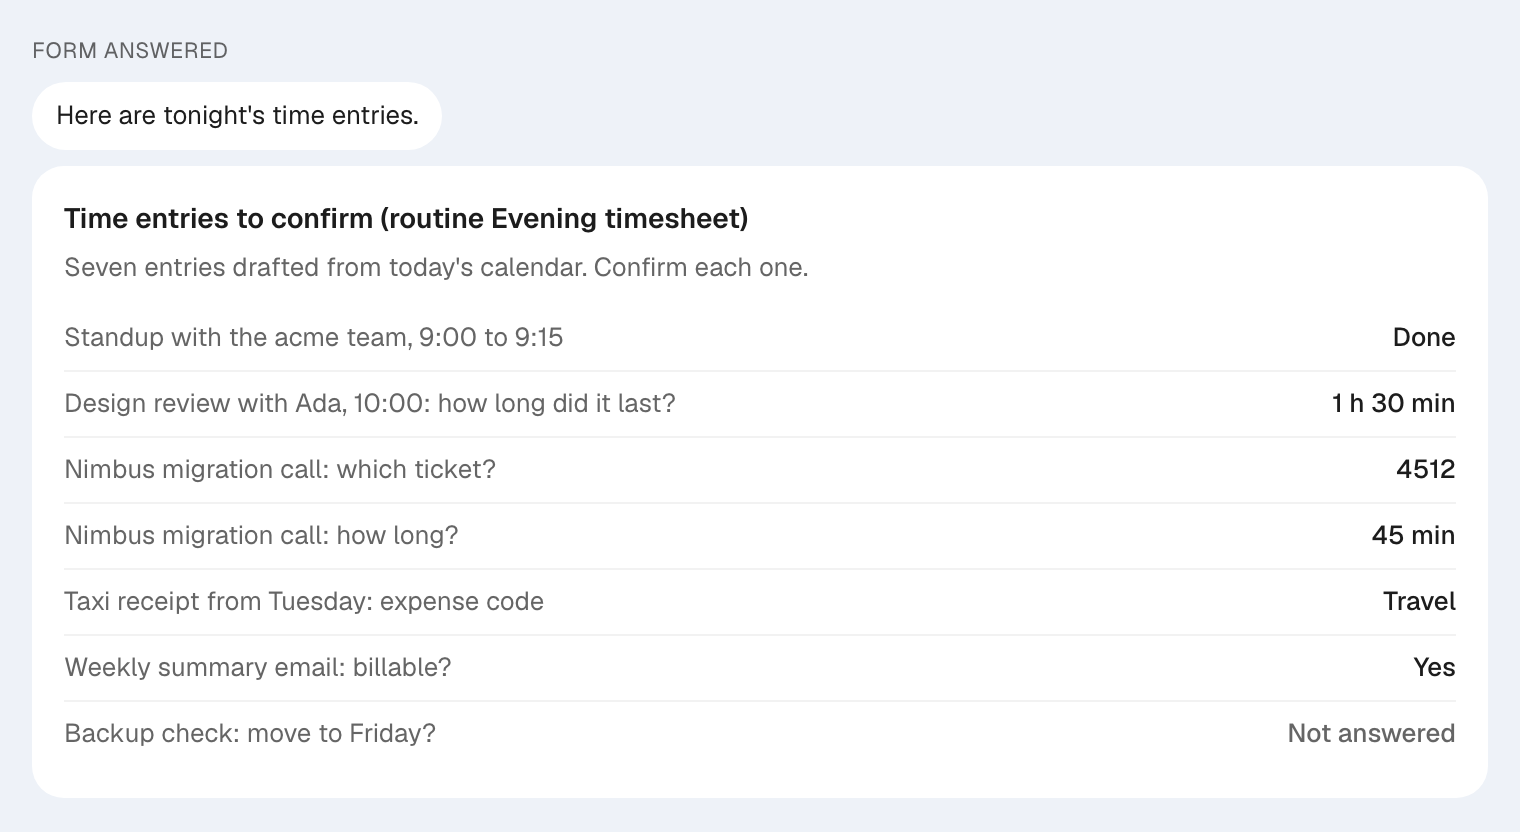 FORM ANSWERED
Here are tonight's time entries.
Time entries to confirm (routine Evening timesheet)
Seven entries drafted from today's calendar. Confirm each one.
Standup with the acme team, 9:00 to 9:15 Done
Design review with Ada, 10:00: how long did it last? 1 h 30 min
Nimbus migration call: which ticket? 4512
Nimbus migration call: how long? 45 min
Taxi receipt from Tuesday: expense code Travel
Weekly summary email: billable? Yes
Backup check: move to Friday? Not answered